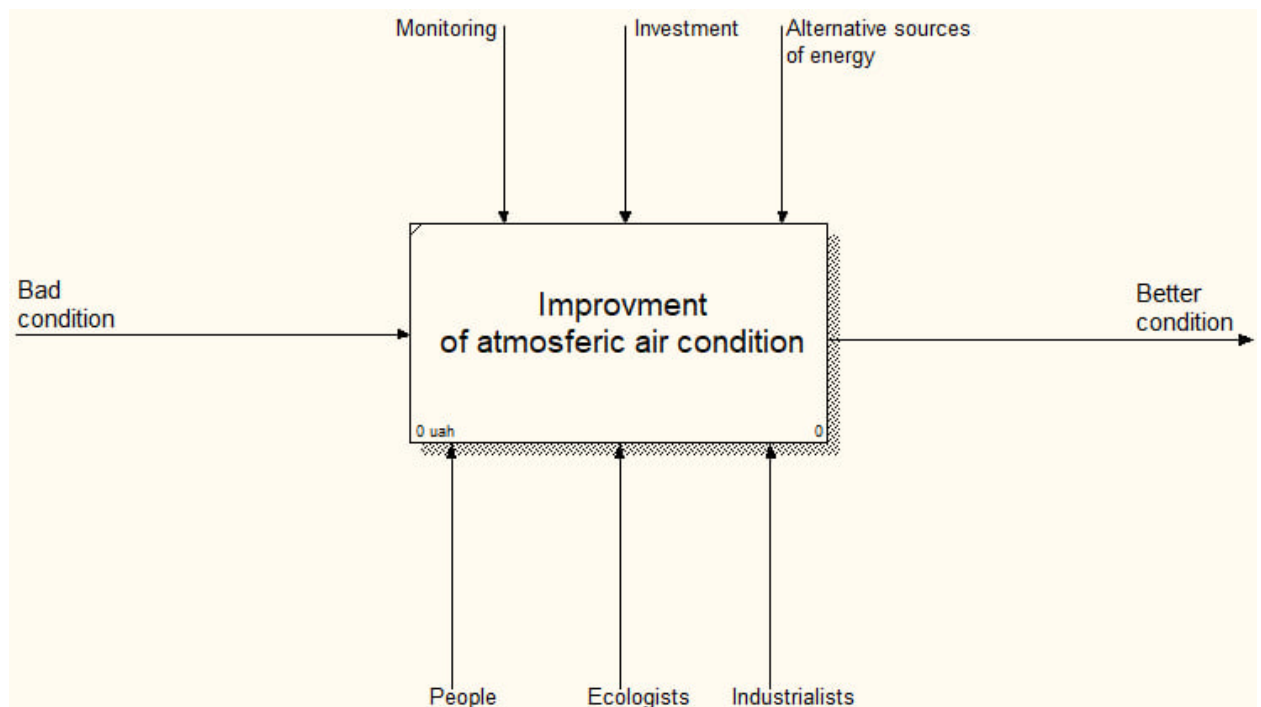 Monitoring
Investment
Alternative sources
of energy
Bad
condition
Improvment
of atmosferic air condition
Better
condition
0 uah
0
People
Ecologists
Industrialists